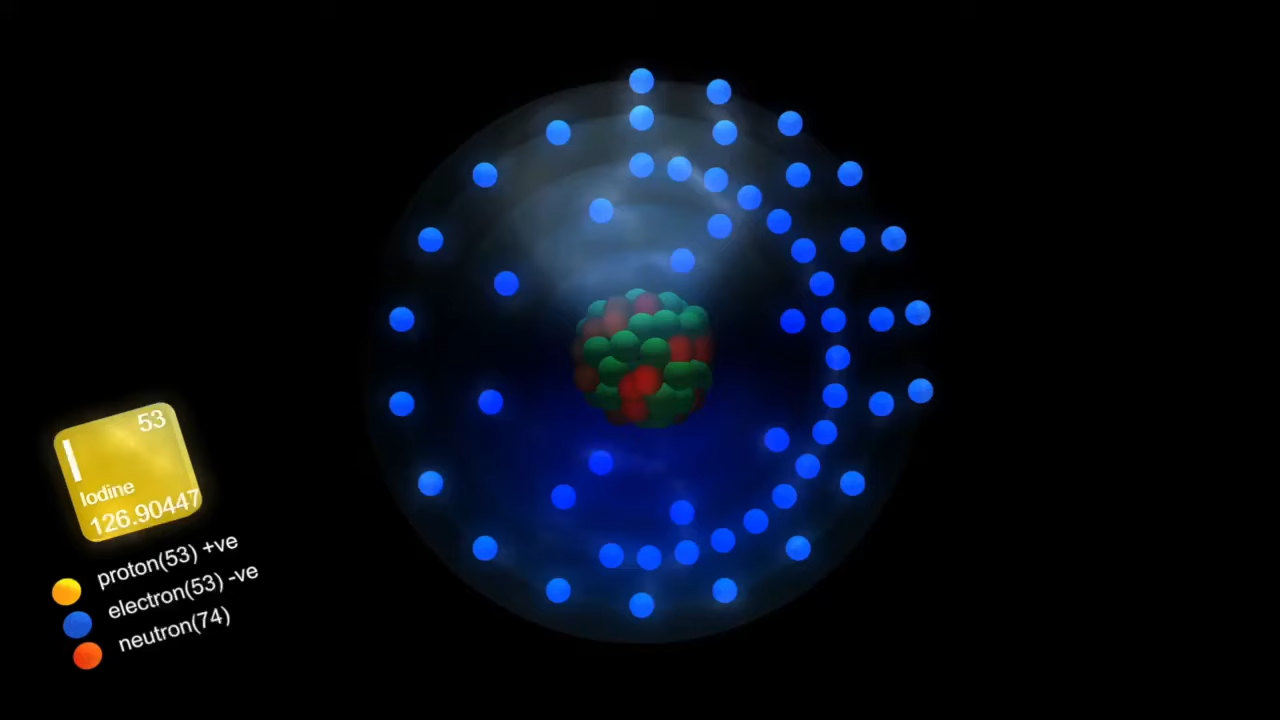 53
I
Iodine
126.90447
proton(53) +ve
electron(53) -ve
neutron(74)